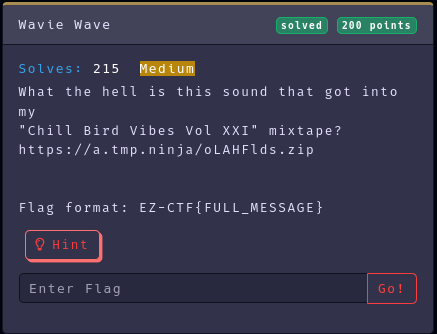 Wavie Wave
solved 200 points
Solves: 215 Medium
What the hell is this sound that got into
my
"Chill Bird Vibes Vol XXI" mixtape?
https://a.tmp.ninja/oLAHFlds.zip
Flag format: EZ-CTF{FULL_MESSAGE}
Hint
Enter Flag Go!